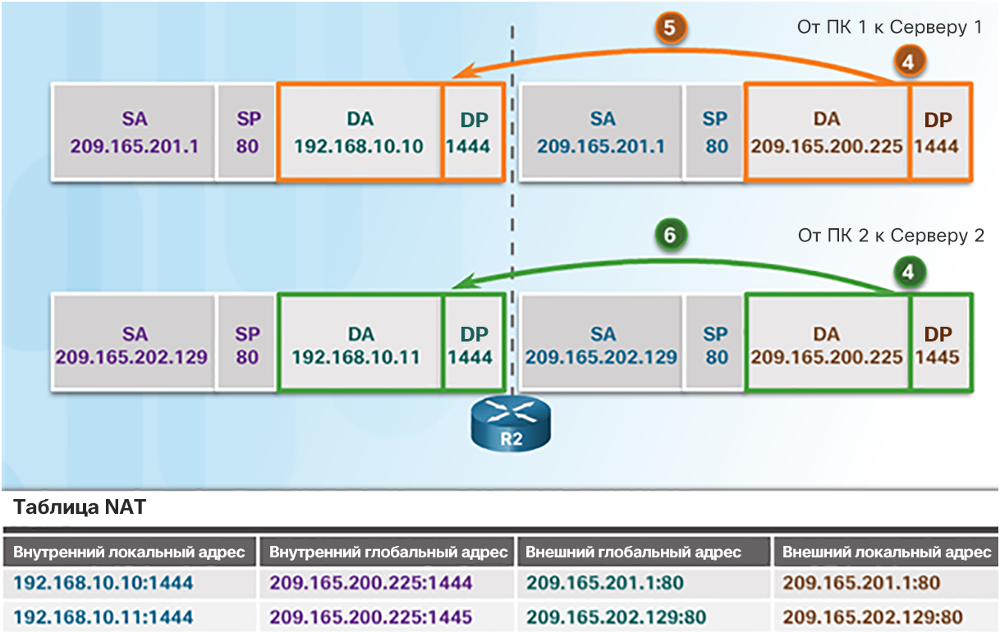 От ПК 1 к Серверу 1
5
4
SA SP DA DP SA SP DA DP
209.165.201.1 80 192.168.10.10 1444 209.165.201.1 80 209.165.200.225 1444
От ПК 2 к Серверу 2
6
4
SA SP DA DP SA SP DA DP
209.165.202.129 80 192.168.10.11 1444 209.165.202.129 80 209.165.200.225 1445
R2
Таблица NAT
Внутренний локальный адрес Внутренний глобальный адрес Внешний глобальный адрес Внешний локальный адрес
192.168.10.10:1444 209.165.200.225:1444 209.165.201.1:80 209.165.201.1:80
192.168.10.11:1444 209.165.200.225:1445 209.165.202.129:80 209.165.202.129:80